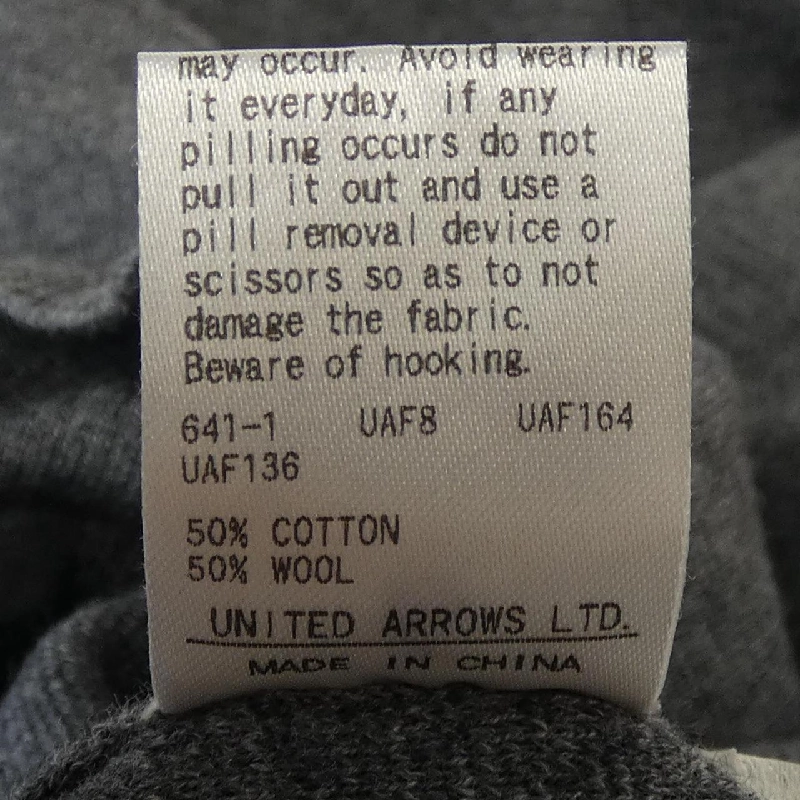 may occur. Avoid wearing
it everyday, if any
pilling occurs do not
pull it out and use a
pill removal device or
scissors so as to not
damage the fabric.
Beware of hooking.
641-1 UAF8 UAF164
UAF136
50% COTTON
50% WOOL
UNITED ARROWS LTD.
MADE IN CHINA